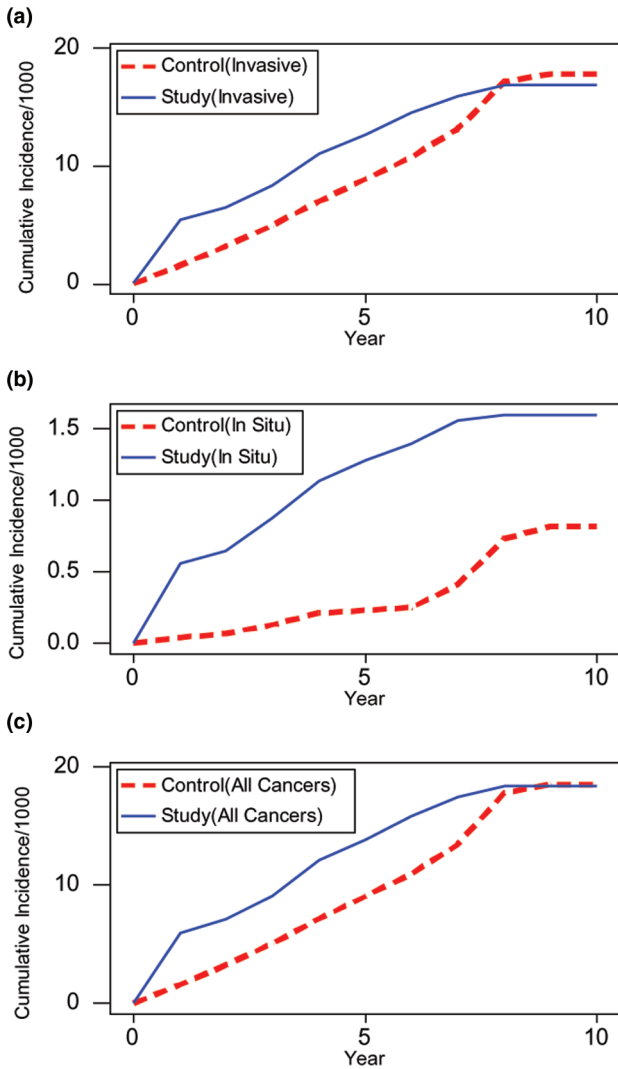 (a)
20
10
0
Cumulative Incidence/1000
Control(Invasive)
Study(Invasive)
0 5 10
Year
(b)
1.5
1.0
0.5
0.0
Cumulative Incidence/1000
Control(In Situ)
Study(In Situ)
0 5 10
Year
(c)
20
10
0
Cumulative Incidence/1000
Control(All Cancers)
Study(All Cancers)
0 5 10
Year